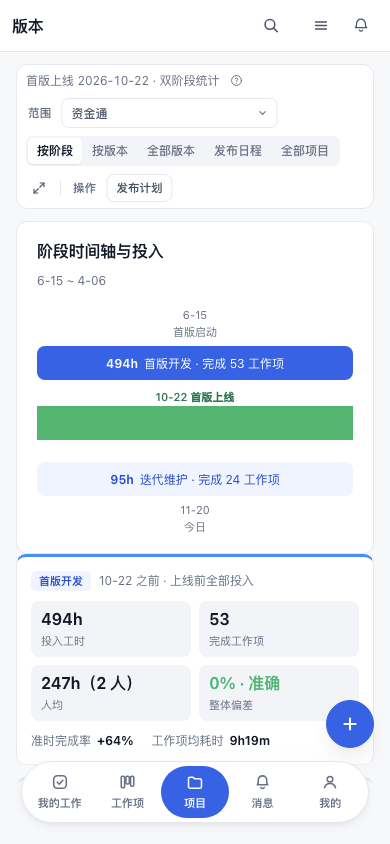 版本
首版上线 2026-10-22 · 双阶段统计
范围 资金通
按阶段 按版本 全部版本 发布日程 全部项目
操作 发布计划
阶段时间轴与投入
6-15 ~ 4-06
6-15
首版启动
494h 首版开发 · 完成 53 工作项
10-22 首版上线
95h 迭代维护 · 完成 24 工作项
11-20
今日
首版开发 10-22 之前 · 上线前全部投入
494h 53
投入工时 完成工作项
247h（2 人） 0% · 准确
人均 整体偏差
准时完成率 +64% 工作项均耗时 9h19m
我的工作 工作项 项目 消息 我的